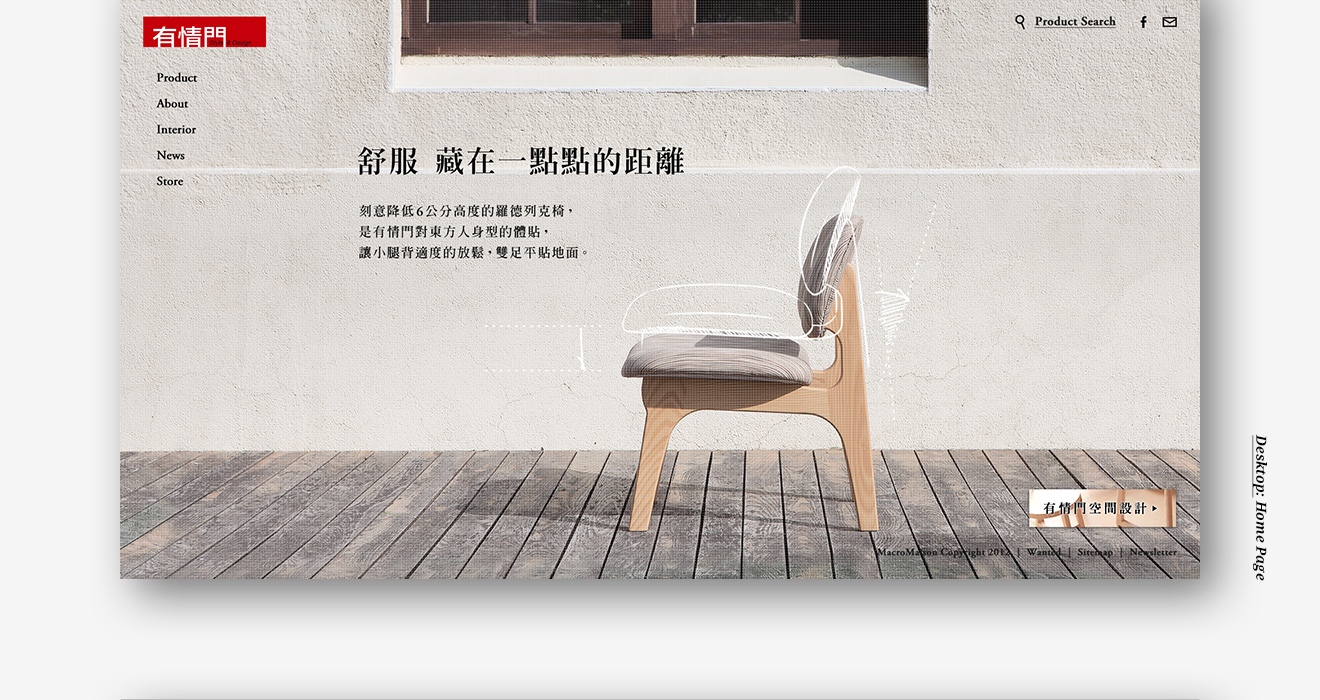 有情門
Product Search
Product
About
Interior
News
Store
舒服 藏在一點點的距離
刻意降低6公分高度的羅德列克椅，
是有情門對東方人身型的體貼，
讓小腿背適度的放鬆，雙足平貼地面。
有情門空間設計
MacroMaison Copyright 2012 | Wanted | Sitemap | Newsletter
Desktop: Home Page